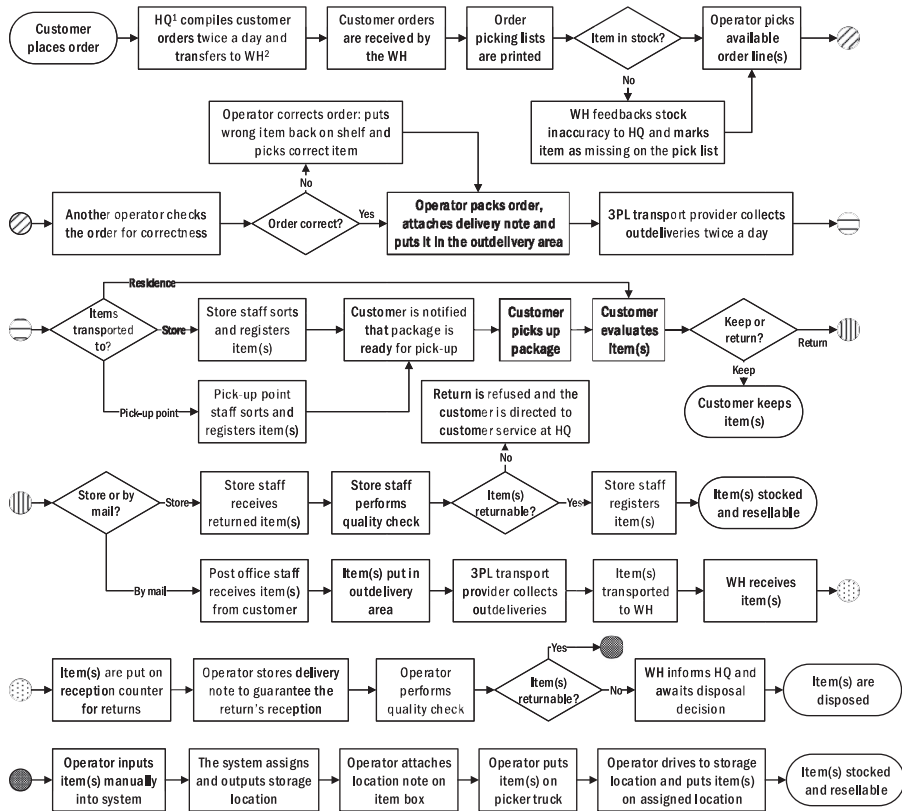 Customer
places order
HQ¹ compiles customer
orders twice a day and
transfers to WH²
Customer orders
are received by
the WH
Order
picking lists
are printed
Item in stock?
Operator picks
available
order line(s)
No
WH feedbacks stock
inaccuracy to HQ and marks
item as missing on the pick list
Operator corrects order: puts
wrong item back on shelf and
picks correct item
No
Another operator checks
the order for correctness
Order correct?
Yes
Operator packs order,
attaches delivery note and
puts it in the outdelivery area
3PL transport provider collects
outdeliveries twice a day
Residence
Items
transported
to?
Store
Store staff sorts
and registers
item(s)
Customer is notified
that package is
ready for pick-up
Customer
picks up
package
Customer
evaluates
item(s)
Keep or
return?
Return
Keep
Customer keeps
item(s)
Pick-up point
Pick-up point
staff sorts and
registers item(s)
Return is refused and the
customer is directed to
customer service at HQ
No
Store or by
mail?
Store
Store staff
receives
returned item(s)
Store staff
performs
quality check
Item(s)
returnable?
Yes
Store staff
registers
item(s)
Item(s) stocked
and resellable
By mail
Post office staff
receives item(s)
from customer
Item(s) put in
outdelivery
area
3PL transport
provider collects
outdeliveries
Item(s)
transported
to WH
WH receives
item(s)
Yes
Item(s) are put on
reception counter
for returns
Operator stores delivery
note to guarantee the
return's reception
Operator
performs
quality check
Item(s)
returnable?
No
WH informs HQ and
awaits disposal
decision
Item(s) are
disposed
Operator inputs
item(s) manually
into system
The system assigns
and outputs storage
location
Operator attaches
location note on
item box
Operator puts
item(s) on
picker truck
Operator drives to storage
location and puts item(s)
on assigned location
Item(s) stocked
and resellable